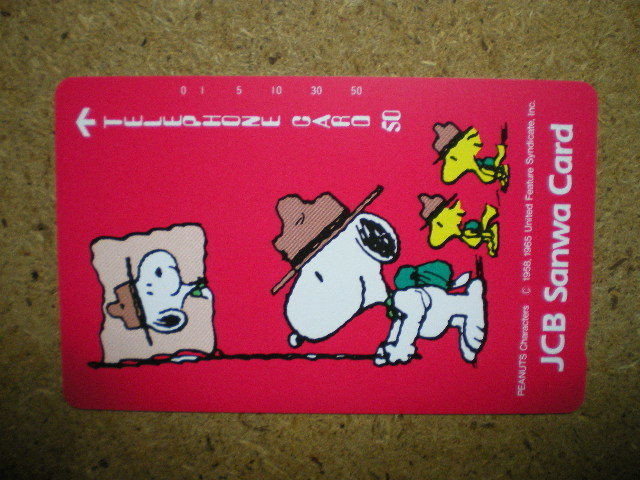 0 1 5 10 30 50
TELEPHONE CARD 50
PEANUTS Characters © 1958, 1965 United Feature Syndicate, Inc.
JCB Sanwa Card